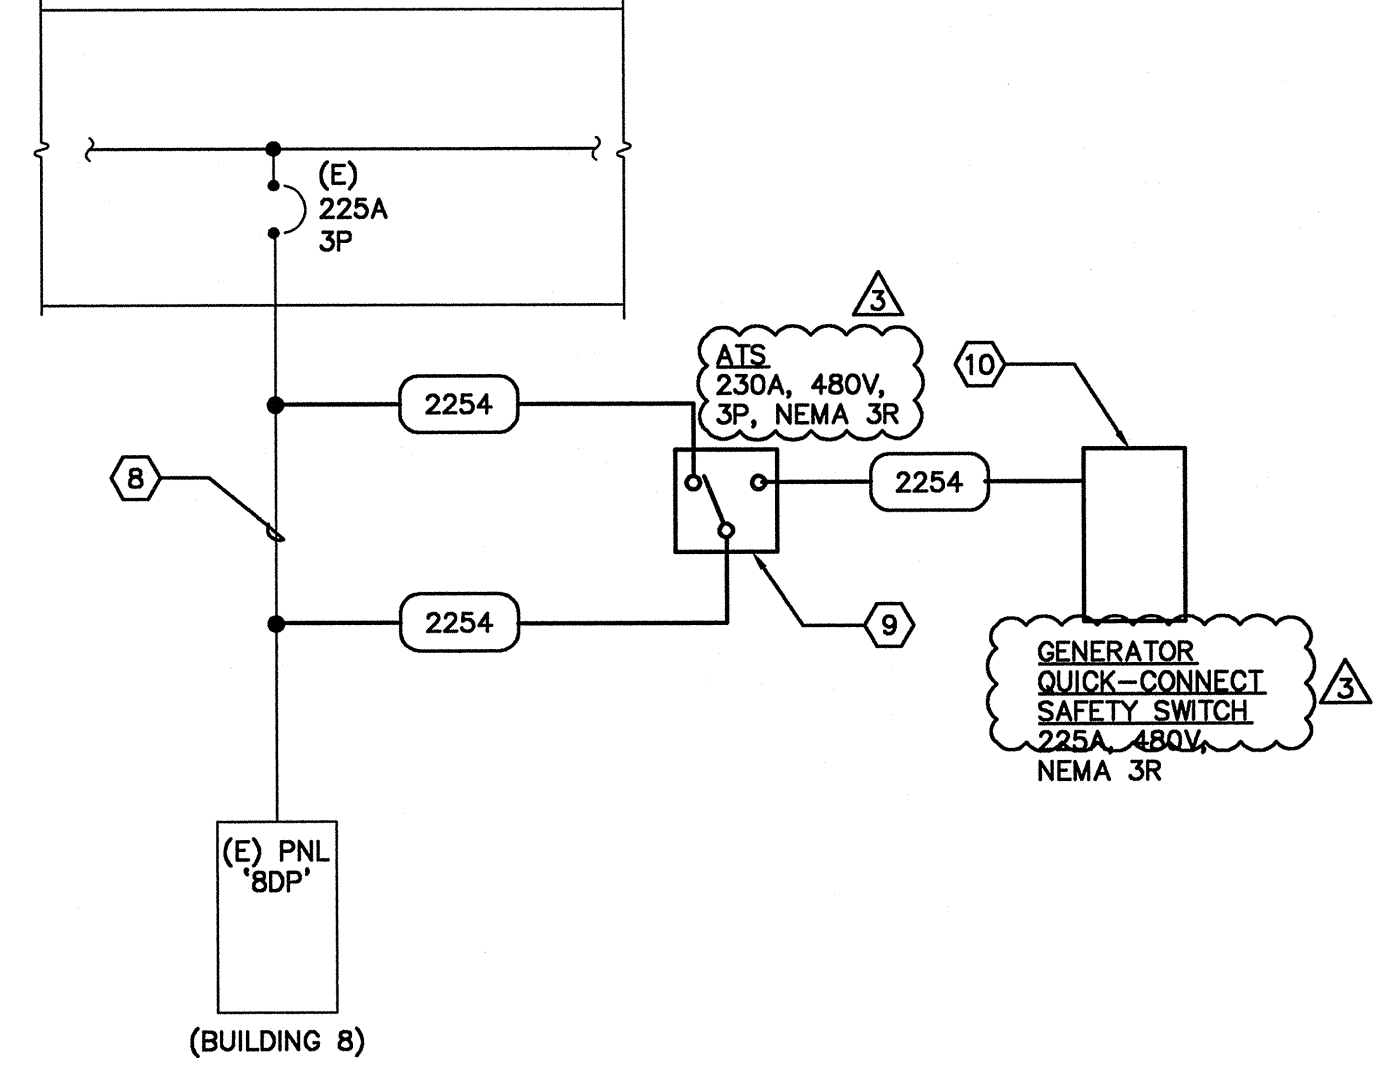 (E)
225A
3P
3
ATS
230A, 480V,
3P, NEMA 3R
10
2254
8
2254
2254
9
GENERATOR
QUICK-CONNECT
SAFETY SWITCH
225A, 480V,
NEMA 3R
3
(E) PNL
'8DP'
(BUILDING 8)